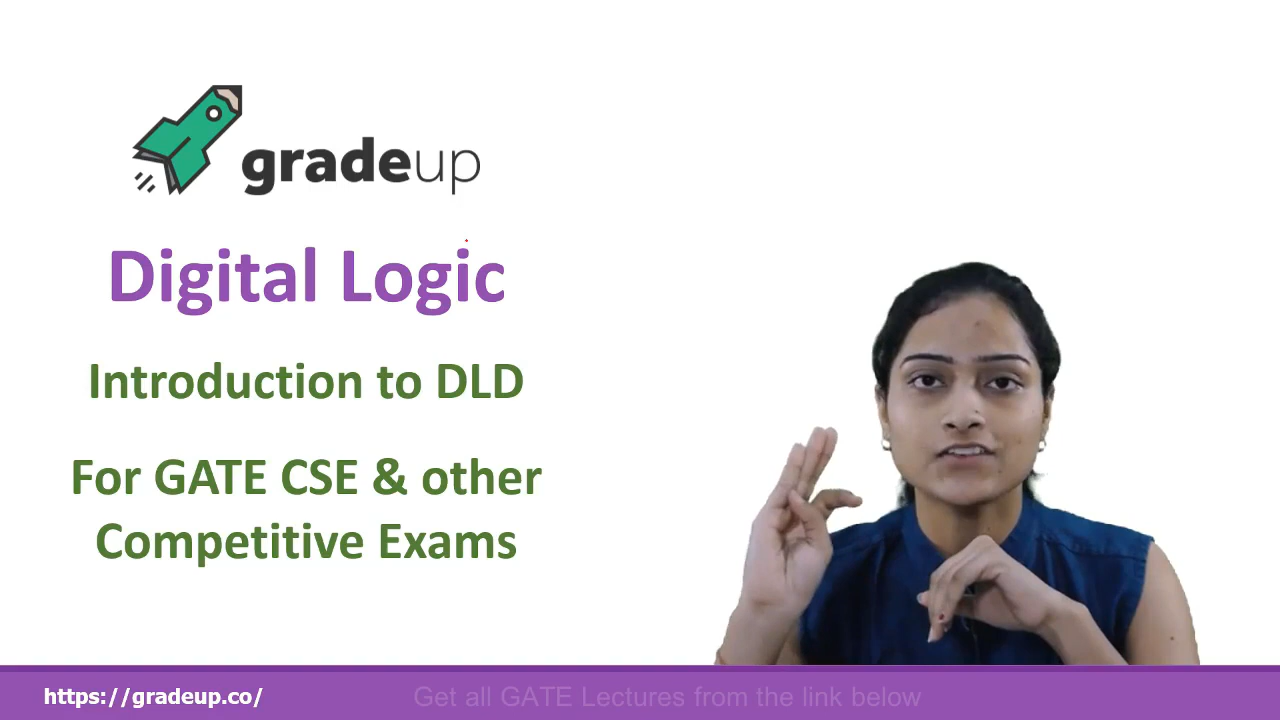 gradeup
Digital Logic
Introduction to DLD
For GATE CSE & other
Competitive Exams
https://gradeup.co/
Get all GATE Lectures from the link below